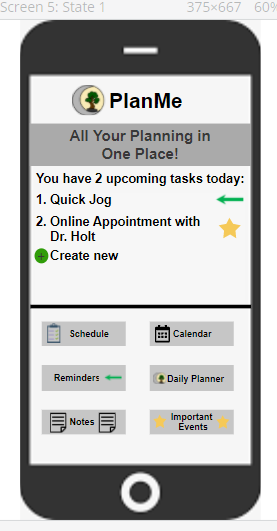 Screen 5: State 1 375×667 60%
PlanMe
All Your Planning in
One Place!
You have 2 upcoming tasks today:
1. Quick Jog
2. Online Appointment with
Dr. Holt
Create new
Schedule Calendar
Reminders Daily Planner
Notes Important
Events